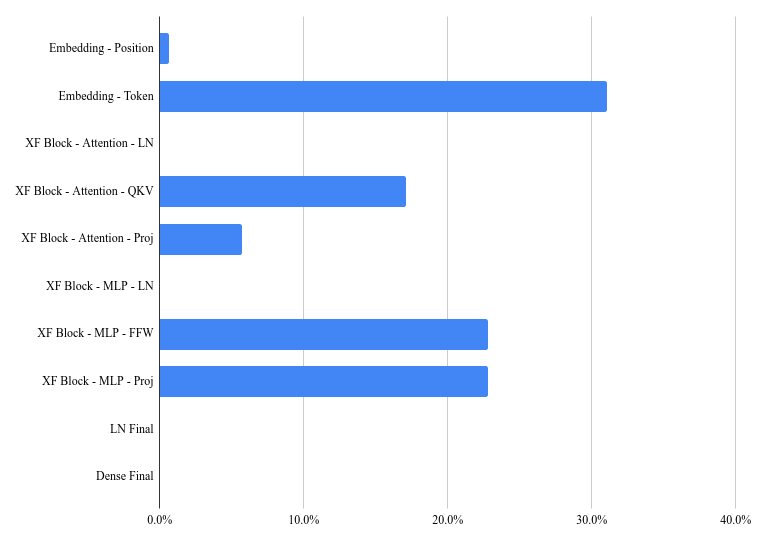 Embedding - Position
Embedding - Token
XF Block - Attention - LN
XF Block - Attention - QKV
XF Block - Attention - Proj
XF Block - MLP - LN
XF Block - MLP - FFW
XF Block - MLP - Proj
LN Final
Dense Final
0.0% 10.0% 20.0% 30.0% 40.0%